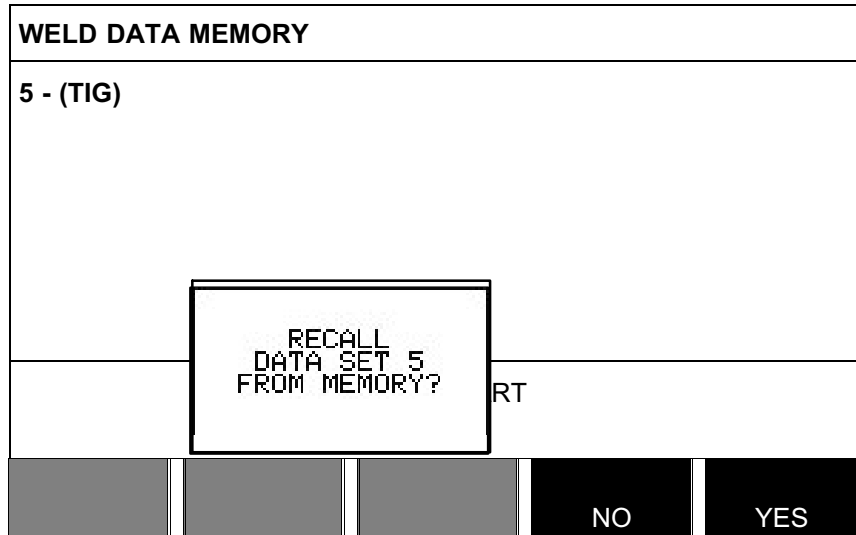 WELD DATA MEMORY
5 - (TIG)
RECALL
DATA SET 5
FROM MEMORY?
RT
NO
YES